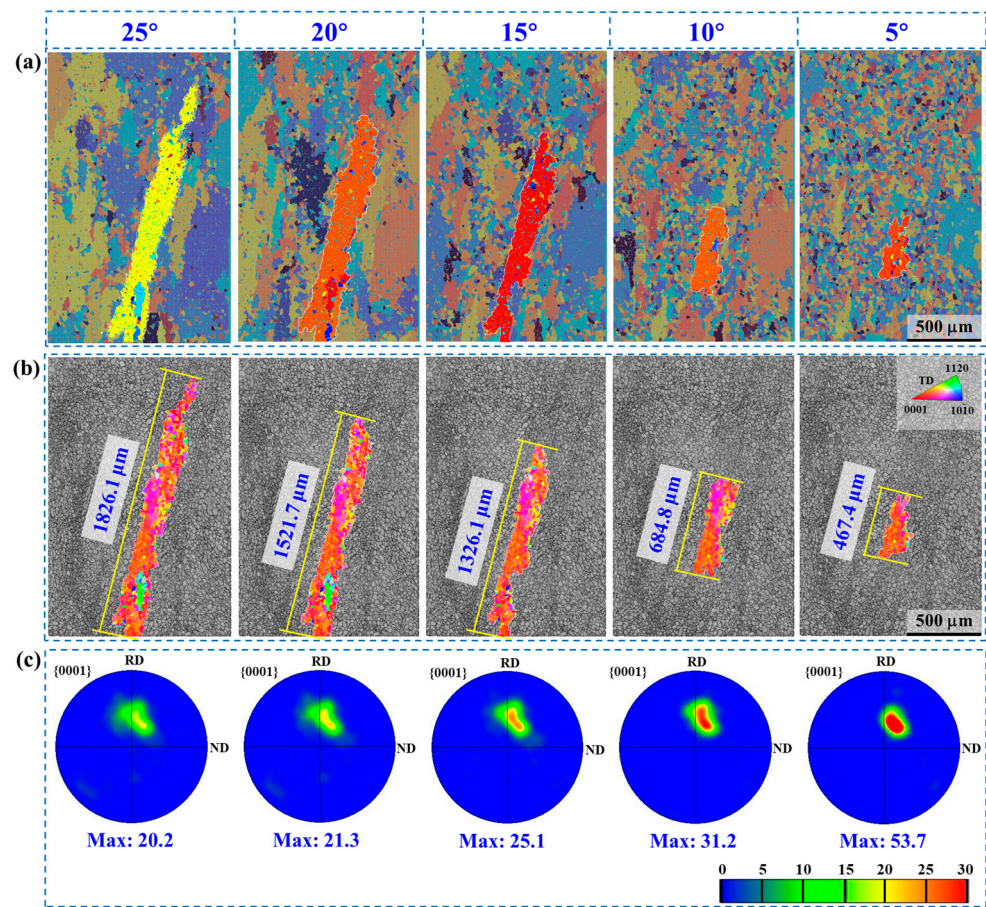 25° 20° 15° 10° 5°
(a)
500 μm
(b)
1826.1 μm
1521.7 μm
1326.1 μm
684.8 μm
467.4 μm
1120
TD
0001 1010
500 μm
(c)
{0001} RD ND
{0001} RD ND
{0001} RD ND
{0001} RD ND
{0001} RD ND
Max: 20.2 Max: 21.3 Max: 25.1 Max: 31.2 Max: 53.7
0 5 10 15 20 25 30